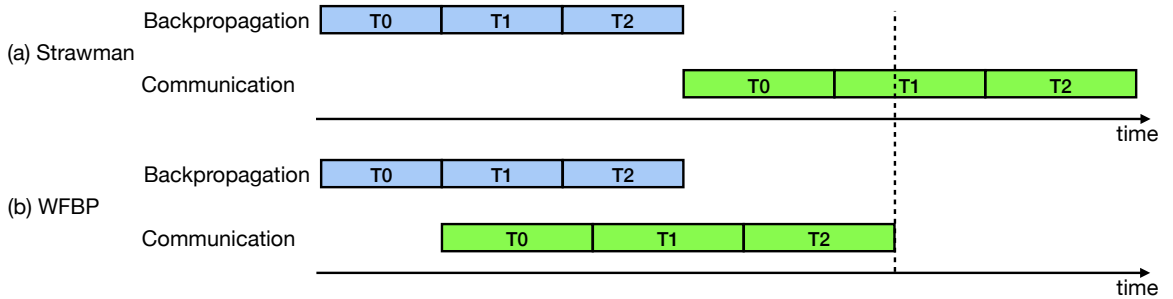 Backpropagation T0 T1 T2
(a) Strawman
Communication T0 T1 T2
time
Backpropagation T0 T1 T2
(b) WFBP
Communication T0 T1 T2
time